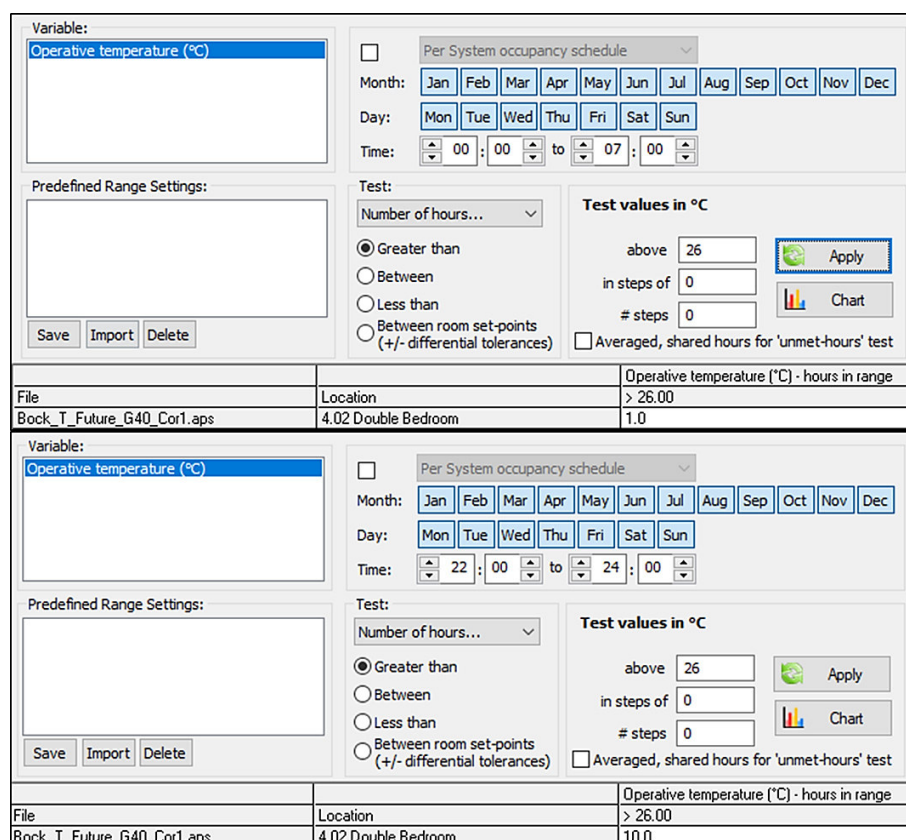 Variable:
Operative temperature (°C)
Per System occupancy schedule
Month: Jan Feb Mar Apr May Jun Jul Aug Sep Oct Nov Dec
Day: Mon Tue Wed Thu Fri Sat Sun
Time: 00 : 00 to 07 : 00
Predefined Range Settings:
Save Import Delete
Test:
Number of hours...
Greater than
Between
Less than
Between room set-points
(+/- differential tolerances)
Test values in °C
above 26
in steps of 0
# steps 0
Apply
Chart
Averaged, shared hours for 'unmet-hours' test
Operative temperature (°C) - hours in range
File Location > 26.00
Bock_T_Future_G40_Cor1.aps 4.02 Double Bedroom 1.0
Variable:
Operative temperature (°C)
Per System occupancy schedule
Month: Jan Feb Mar Apr May Jun Jul Aug Sep Oct Nov Dec
Day: Mon Tue Wed Thu Fri Sat Sun
Time: 22 : 00 to 24 : 00
Predefined Range Settings:
Save Import Delete
Test:
Number of hours...
Greater than
Between
Less than
Between room set-points
(+/- differential tolerances)
Test values in °C
above 26
in steps of 0
# steps 0
Apply
Chart
Averaged, shared hours for 'unmet-hours' test
Operative temperature (°C) - hours in range
File Location > 26.00
Bock_T_Future_G40_Cor1.aps 4.02 Double Bedroom 10.0